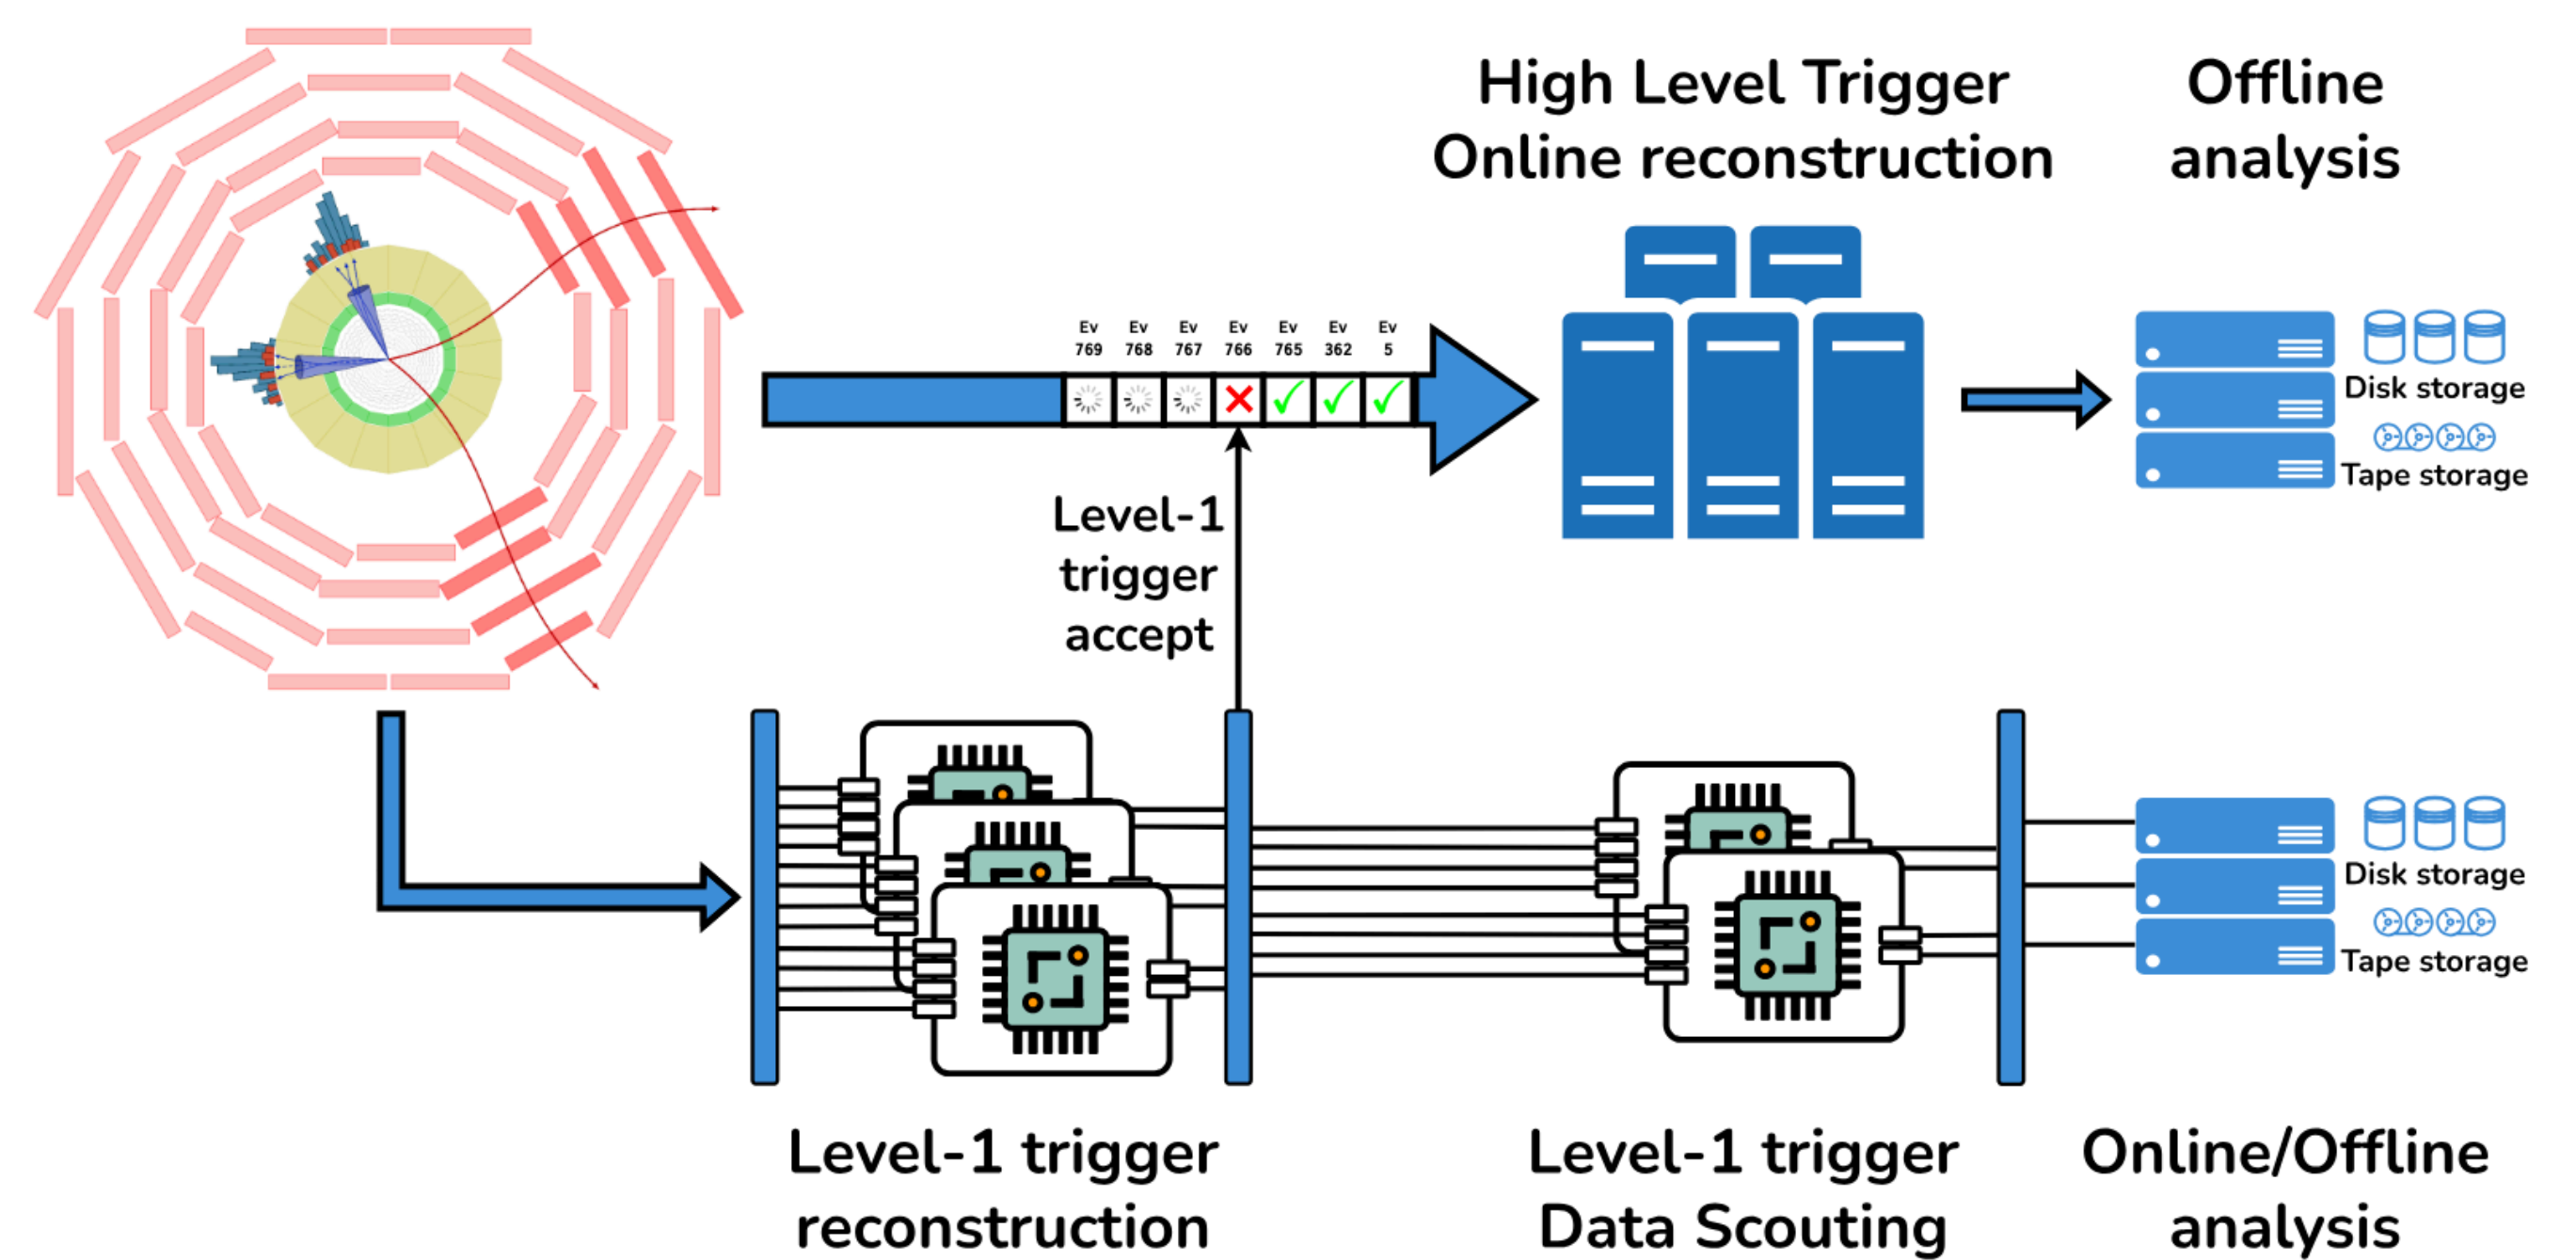 High Level Trigger
Online reconstruction
Offline
analysis
Ev
769
Ev
768
Ev
767
Ev
766
Ev
765
Ev
362
Ev
5
Disk storage
Tape storage
Level-1
trigger
accept
Disk storage
Tape storage
Level-1 trigger
reconstruction
Level-1 trigger
Data Scouting
Online/Offline
analysis